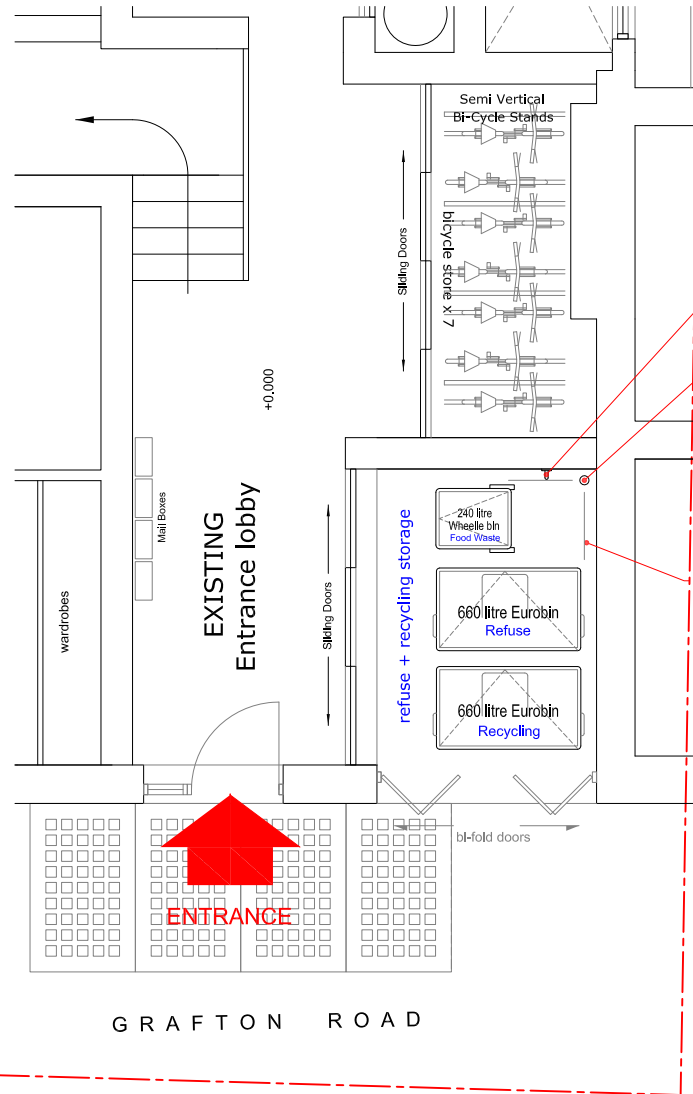 Semi Vertical
Bi-Cycle Stands
Sliding Doors
bicycle store x 7
+0.000
Mail Boxes
EXISTING
Entrance lobby
wardrobes
Sliding Doors
refuse + recycling storage
240 litre
Wheelie bin
Food Waste
660 litre Eurobin
Refuse
660 litre Eurobin
Recycling
bi-fold doors
ENTRANCE
GRAFTON ROAD